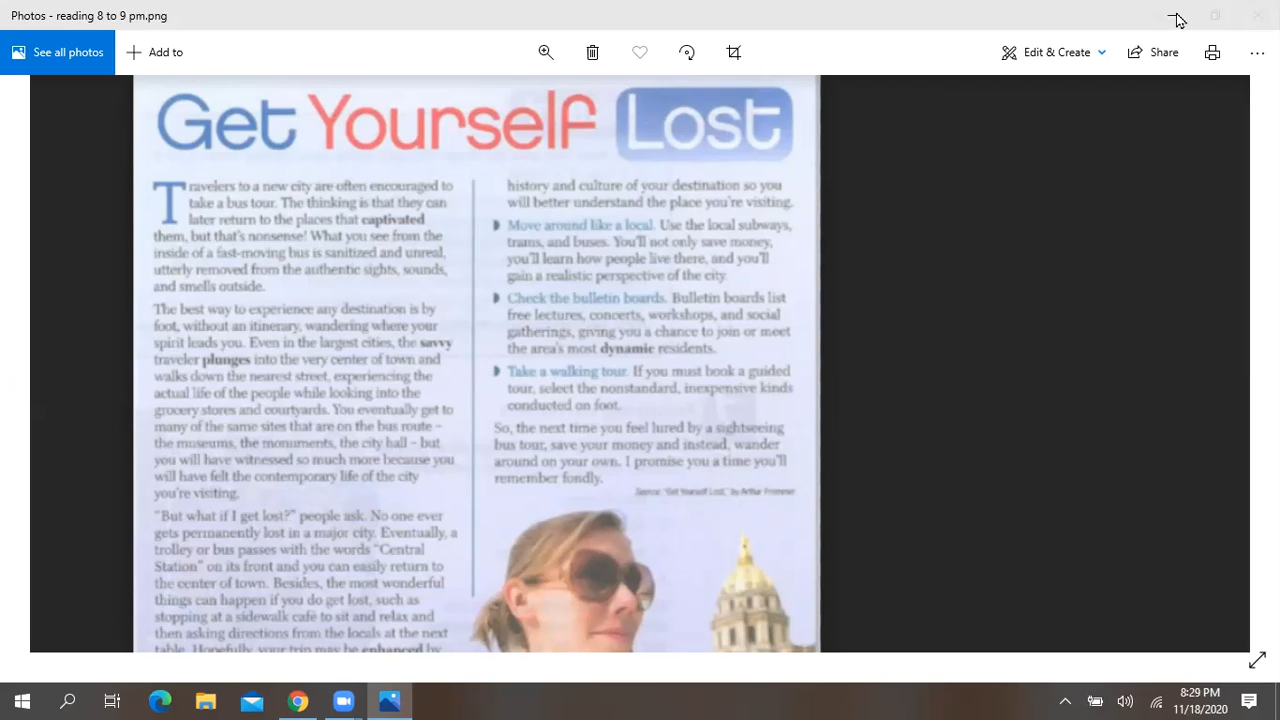 Photos - reading 8 to 9 pm.png
See all photos
Add to
Edit & Create
Share
Get Yourself Lost
Travelers to a new city are often encouraged to
take a bus tour. The thinking is that they can
later return to the places that captivated
them, but that's nonsense! What you see from the
inside of a fast-moving bus is sanitized and unreal,
utterly removed from the authentic sights, sounds,
and smells outside.
The best way to experience any destination is by
foot, without an itinerary, wandering where your
spirit leads you. Even in the largest cities, the savvy
traveler plunges into the very center of town and
walks down the nearest street, experiencing the
actual life of the people while looking into the
grocery stores and courtyards. You eventually get to
many of the same sites that are on the bus route –
the museums, the monuments, the city hall – but
you will have witnessed so much more because you
will have felt the contemporary life of the city
you're visiting.
"But what if I get lost?" people ask. No one ever
gets permanently lost in a major city. Eventually, a
trolley or bus passes with the words "Central
Station" on its front and you can easily return to
the center of town. Besides, the most wonderful
things can happen if you do get lost, such as
stopping at a sidewalk café to sit and relax and
then asking directions from the locals at the next
table. Hopefully, your trip may be enhanced by
history and culture of your destination so you
will better understand the place you're visiting.
Move around like a local. Use the local subways,
trams, and buses. You'll not only save money,
you'll learn how people live there, and you'll
gain a realistic perspective of the city.
Check the bulletin boards. Bulletin boards list
free lectures, concerts, workshops, and social
gatherings, giving you a chance to join or meet
the area's most dynamic residents.
Take a walking tour. If you must book a guided
tour, select the nonstandard, inexpensive kinds
conducted on foot.
So, the next time you feel lured by a sightseeing
bus tour, save your money and instead, wander
around on your own. I promise you a time you'll
remember fondly.
Source: "Get Yourself Lost," by Arthur Frommer
8:29 PM
11/18/2020